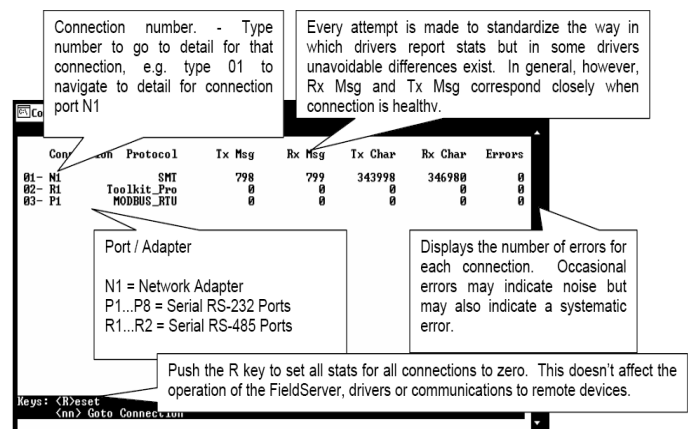 Connection number. - Type
number to go to detail for that
connection, e.g. type 01 to
navigate to detail for connection
port N1
Every attempt is made to standardize the way in
which drivers report stats but in some drivers
unavoidable differences exist. In general, however,
Rx Msg and Tx Msg correspond closely when
connection is healthy.
Protocol Tx Msg Rx Msg Tx Char Rx Char Errors
01- N1 SMT 798 799 343998 346980 0
02- R1 Toolkit_Pro 0 0 0 0 0
03- P1 MODBUS_RTU 0 0 0 0 0
Port / Adapter
N1 = Network Adapter
P1...P8 = Serial RS-232 Ports
R1...R2 = Serial RS-485 Ports
Displays the number of errors for
each connection. Occasional
errors may indicate noise but
may also indicate a systematic
error.
Push the R key to set all stats for all connections to zero. This doesn't affect the
operation of the FieldServer, drivers or communications to remote devices.
Keys: <R>eset
<nn> Goto Connection